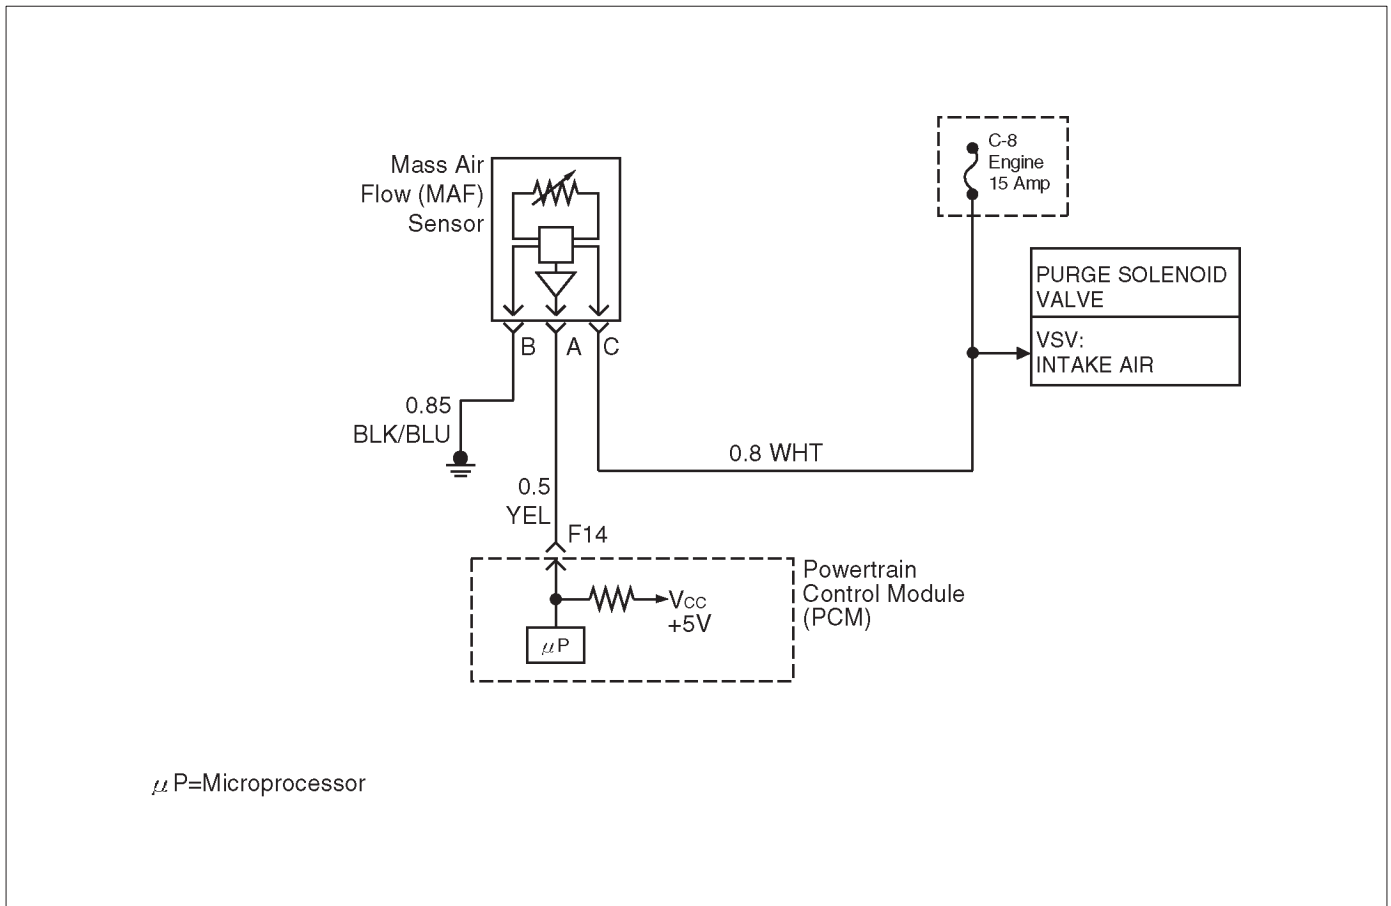 Mass Air
Flow (MAF)
Sensor
C-8
Engine
15 Amp
PURGE SOLENOID
VALVE
VSV:
INTAKE AIR
B
A
C
0.85
BLK/BLU
0.8 WHT
0.5
YEL
F14
Powertrain
Control Module
(PCM)
VCC
+5V
μP
μP=Microprocessor